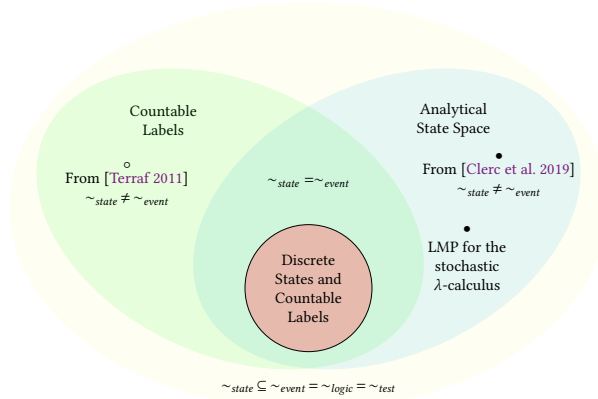 Countable
Labels
Analytical
State Space
From [Terraf 2011]
∼state ≠ ∼event
∼state =∼event
From [Clerc et al. 2019]
∼state ≠ ∼event
LMP for the
stochastic
λ-calculus
Discrete
States and
Countable
Labels
∼state ⊆ ∼event = ∼logic = ∼test